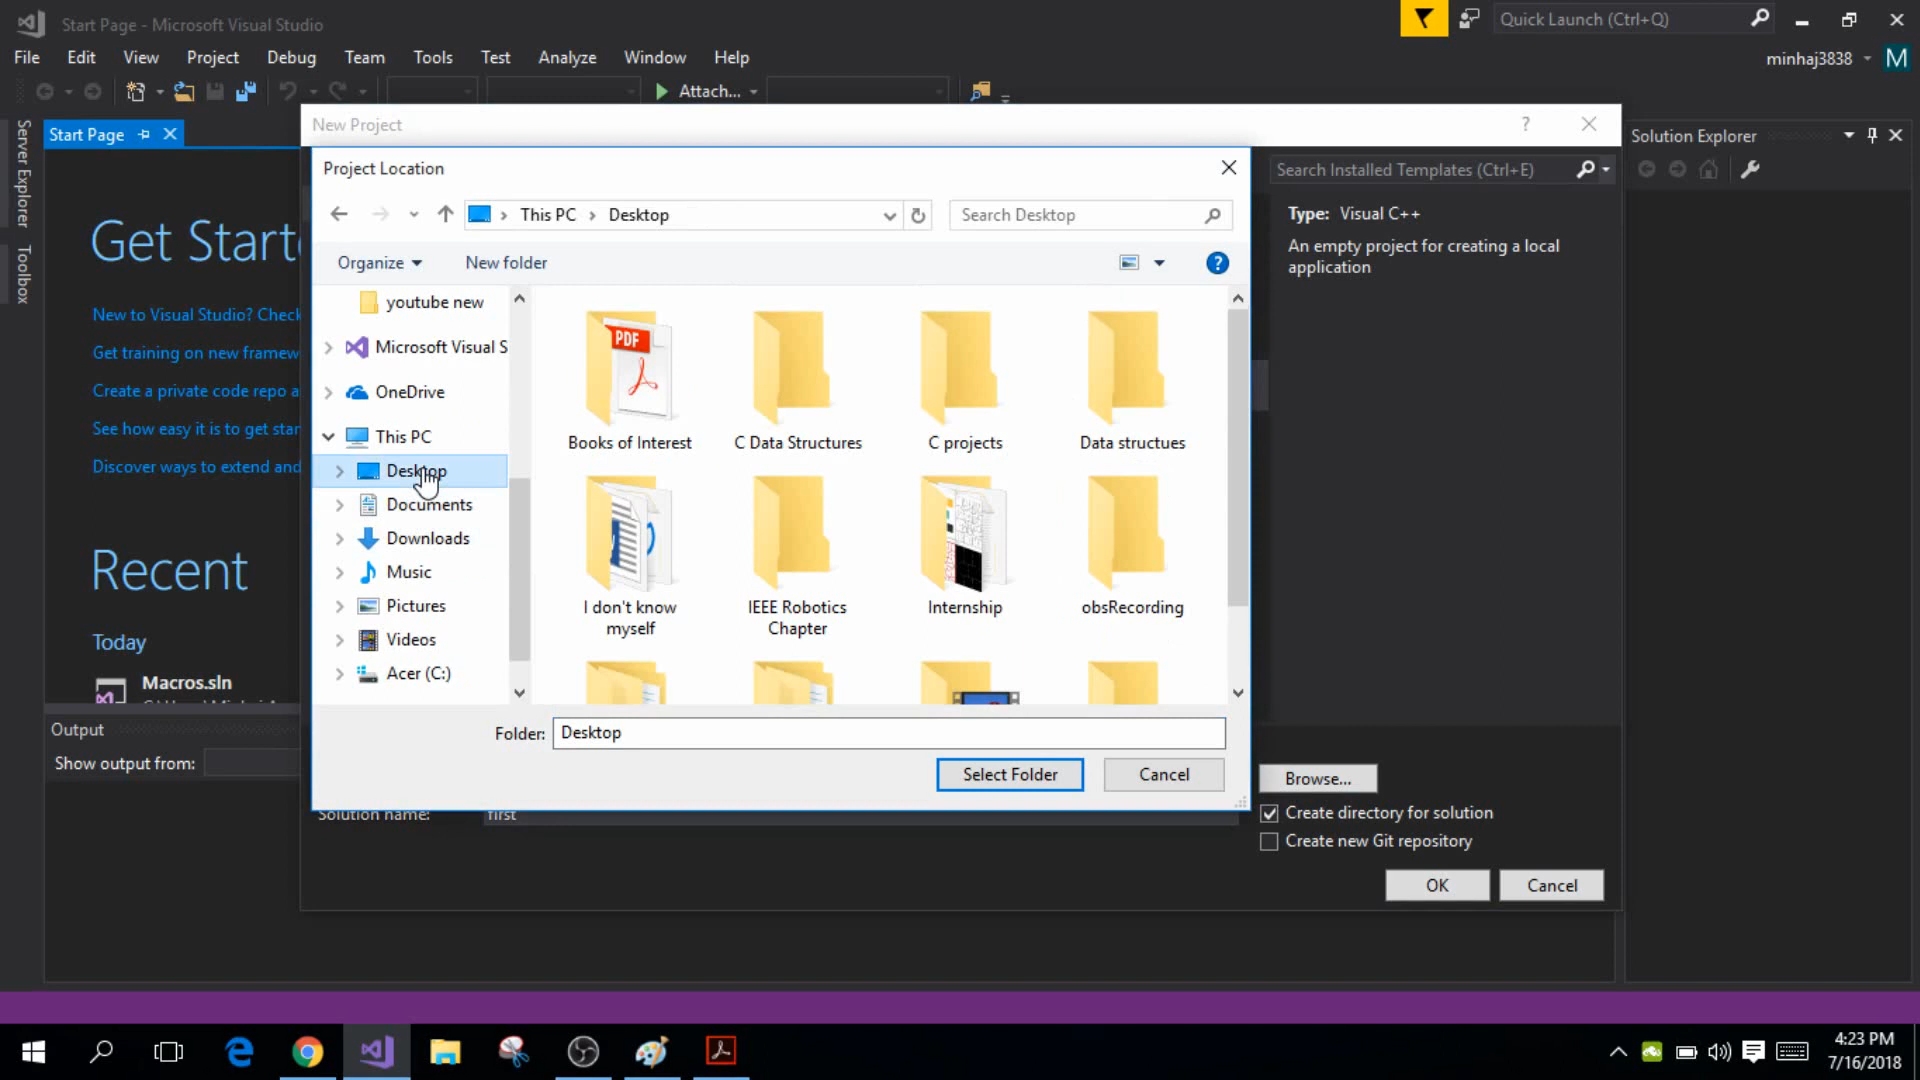 Start Page - Microsoft Visual Studio
Quick Launch (Ctrl+Q)
File Edit View Project Debug Team Tools Test Analyze Window Help
minhaj3838
M
Attach...
Server Explorer
Toolbox
Start Page
New Project
?
Solution Explorer
Project Location
Search Installed Templates (Ctrl+E)
This PC > Desktop
Search Desktop
Type: Visual C++
An empty project for creating a local
application
Organize
New folder
?
Get Starte
New to Visual Studio? Check
Get training on new framew
Create a private code repo a
See how easy it is to get star
Discover ways to extend and
Recent
Today
Macros.sln
youtube new
Microsoft Visual S
OneDrive
This PC
Desktop
Documents
Downloads
Music
Pictures
Videos
Acer (C:)
PDF
Books of Interest
C Data Structures
C projects
Data structues
I don't know
myself
IEEE Robotics
Chapter
Internship
obsRecording
Folder: Desktop
Select Folder
Cancel
Output
Show output from:
Browse...
Solution name: first
Create directory for solution
Create new Git repository
OK
Cancel
4:23 PM
7/16/2018